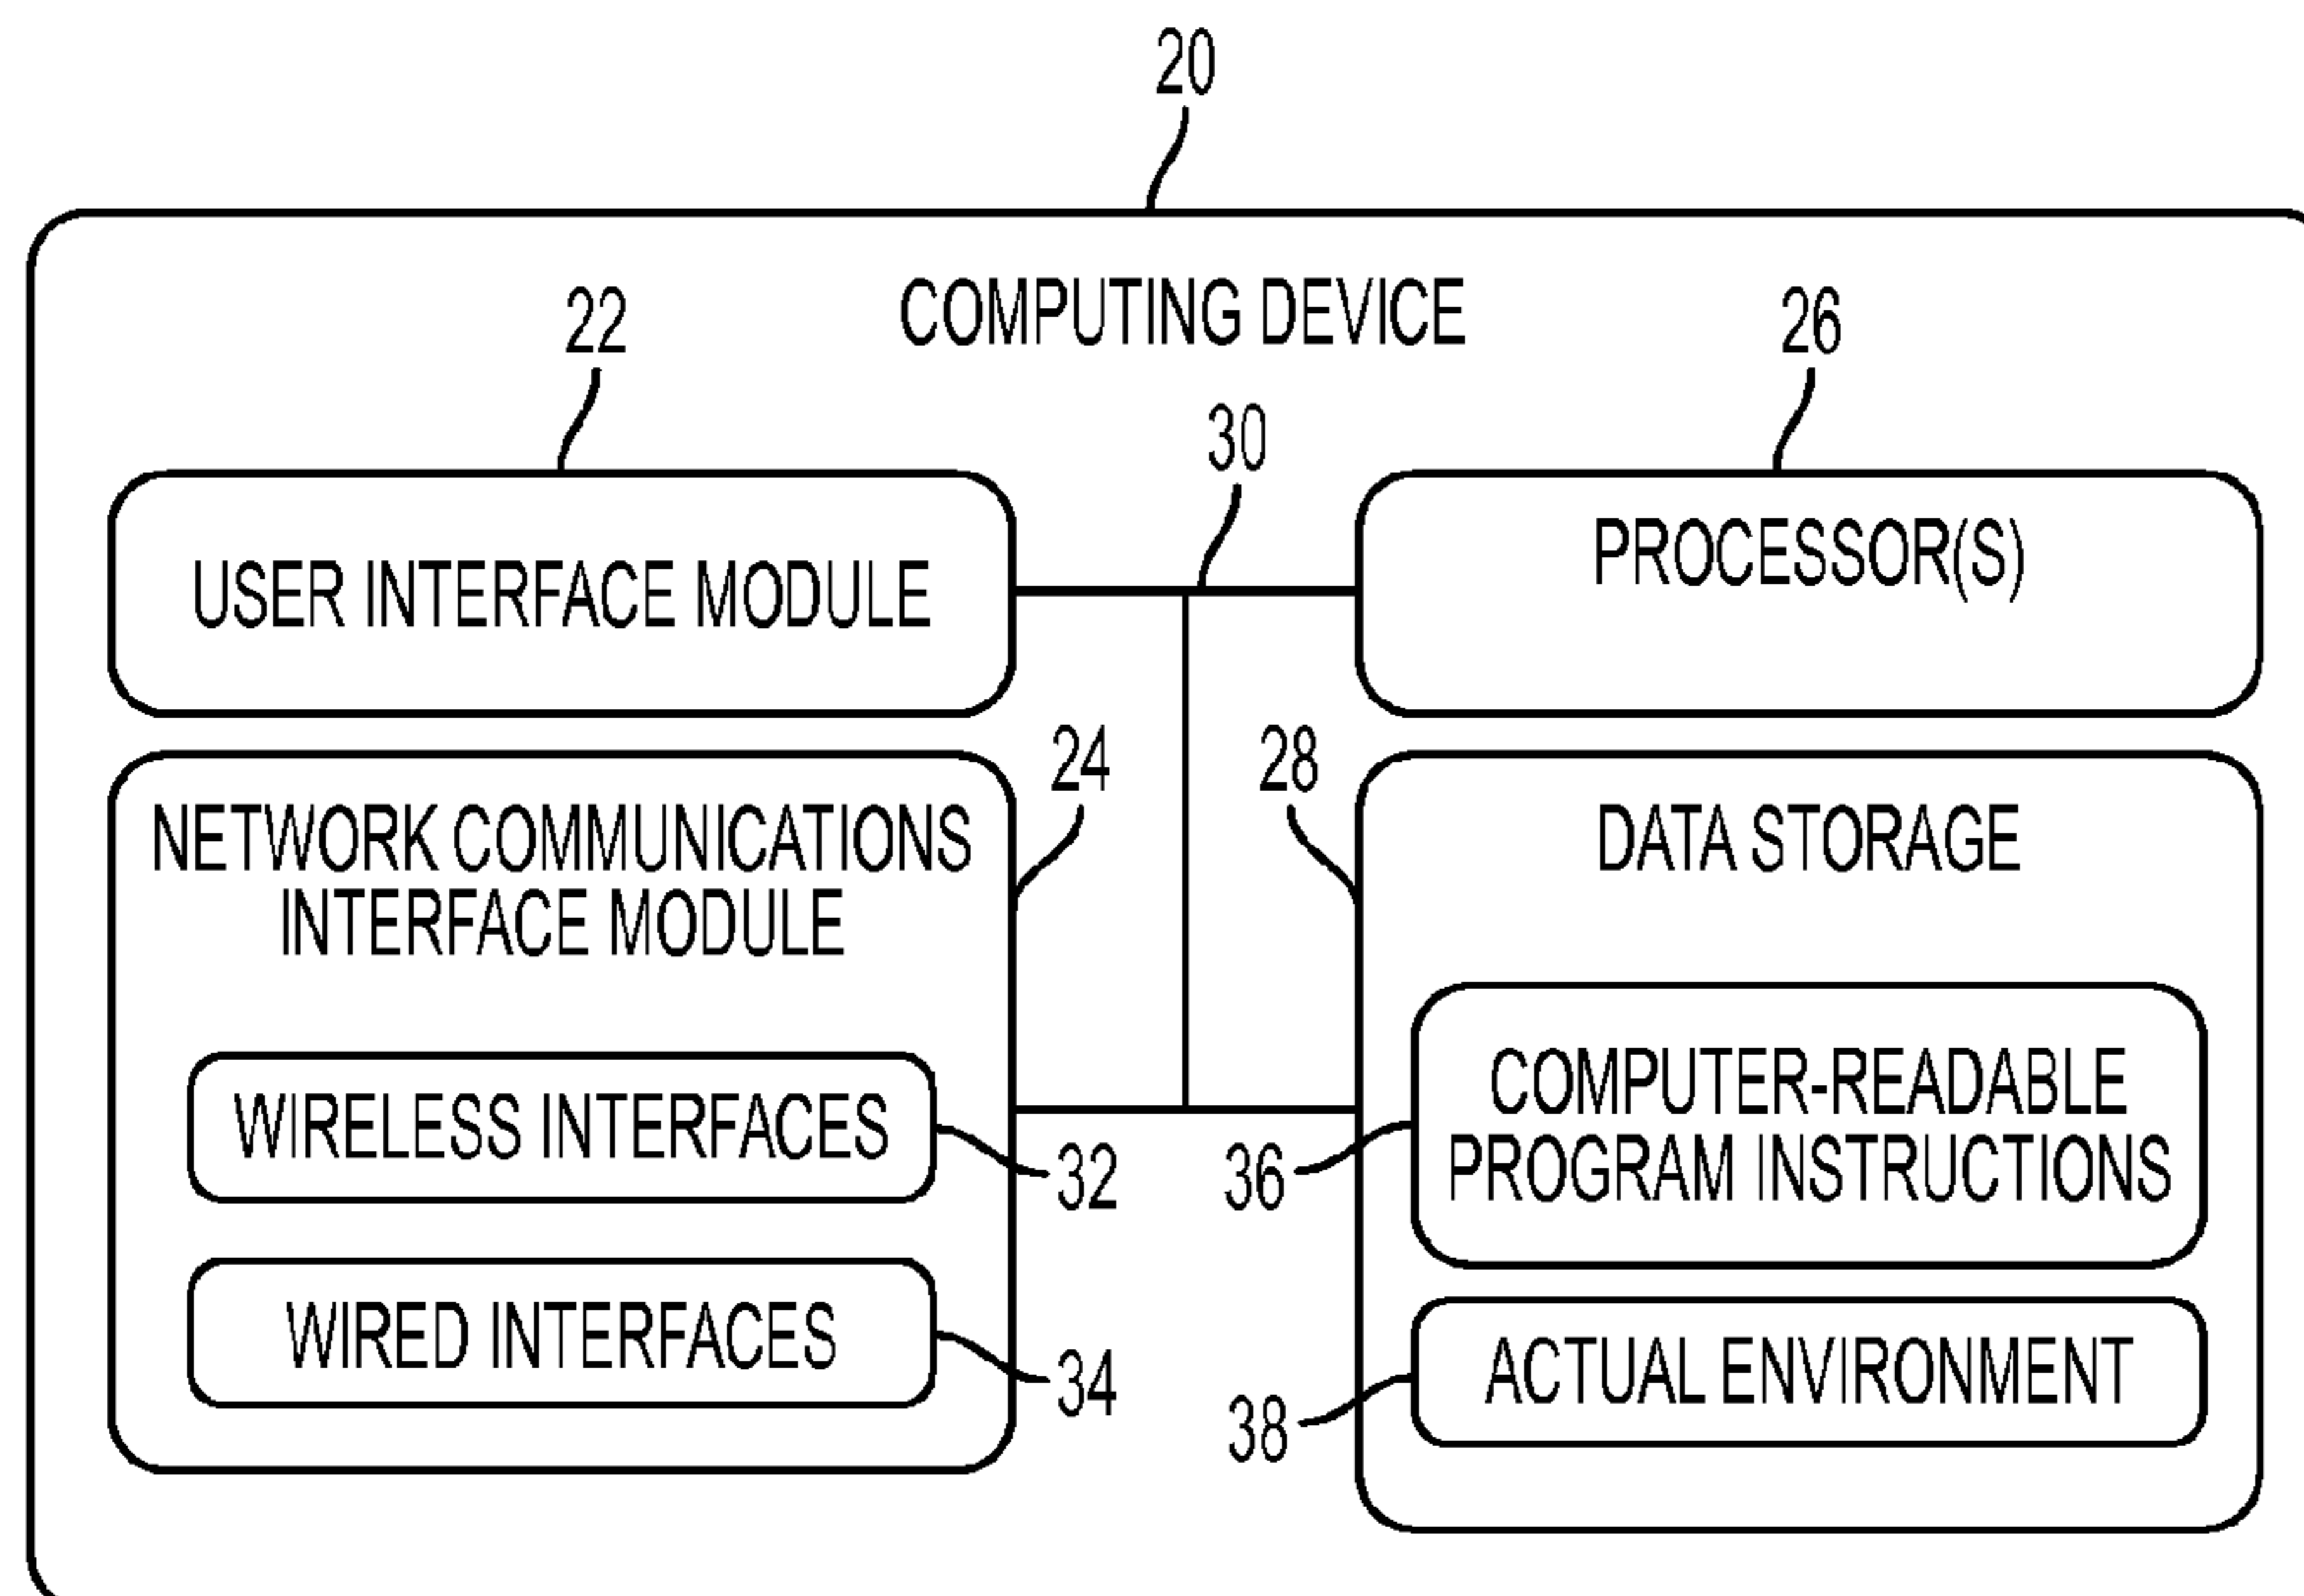 20
COMPUTING DEVICE
22
26
30
USER INTERFACE MODULE
PROCESSOR(S)
24
28
NETWORK COMMUNICATIONS
INTERFACE MODULE
DATA STORAGE
WIRELESS INTERFACES
32
36
COMPUTER-READABLE
PROGRAM INSTRUCTIONS
WIRED INTERFACES
34
38
ACTUAL ENVIRONMENT